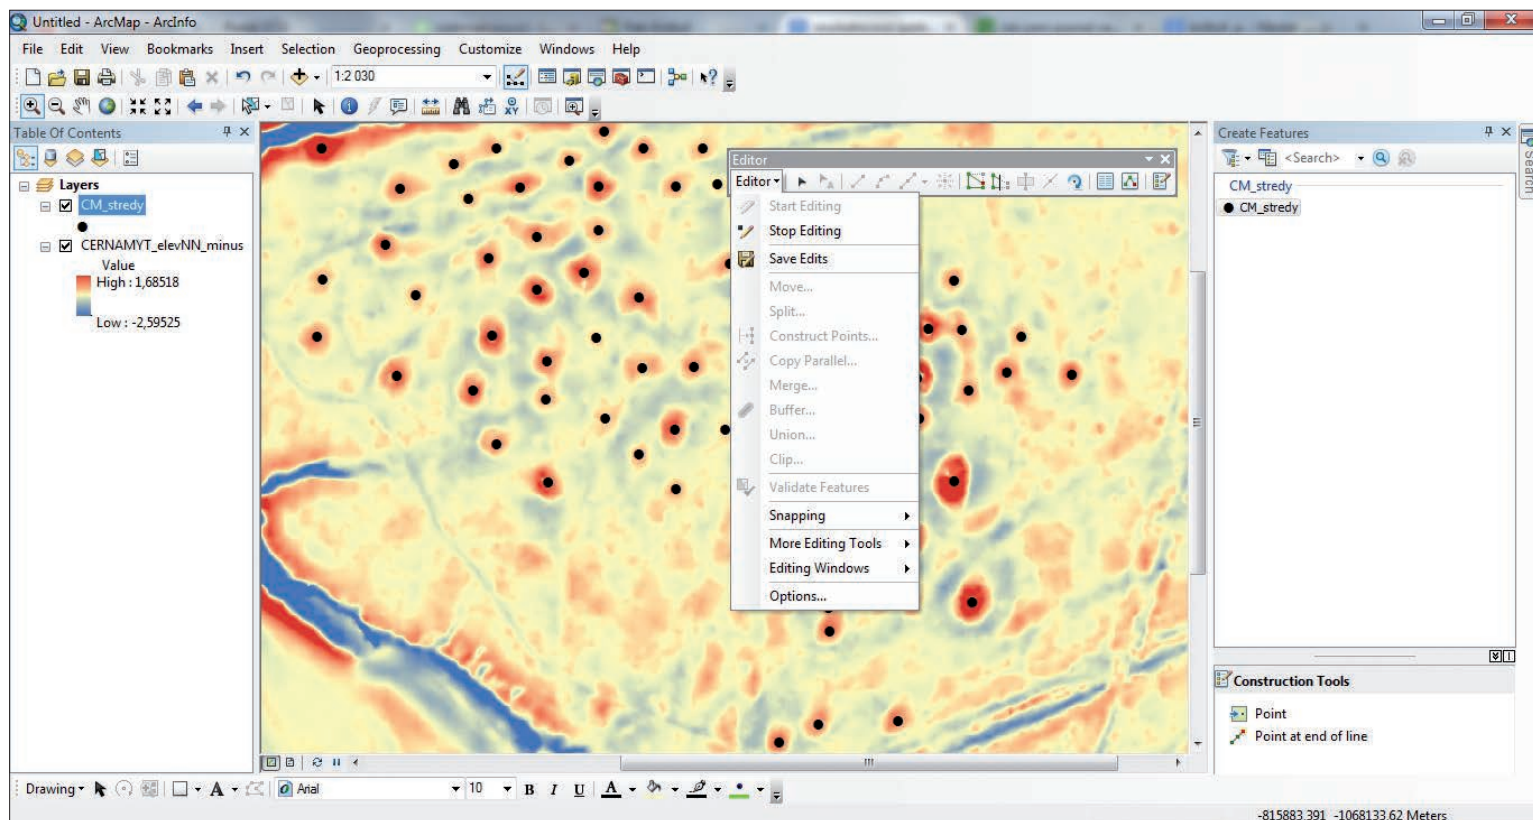 Untitled - ArcMap - ArcInfo
File Edit View Bookmarks Insert Selection Geoprocessing Customize Windows Help
1:2 030
XY
Table Of Contents
Layers
CM_stredy
CERNAMYT_elevNN_minus
Value
High : 1,68518
Low : -2,59525
Editor
Editor
Start Editing
Stop Editing
Save Edits
Move...
Split...
Construct Points...
Copy Parallel...
Merge...
Buffer...
Union...
Clip...
Validate Features
Snapping
More Editing Tools
Editing Windows
Options...
Create Features
<Search>
CM_stredy
CM_stredy
Search
Construction Tools
Point
Point at end of line
Drawing A Arial 10 B I U A
-815883,391 -1068133,62 Meters